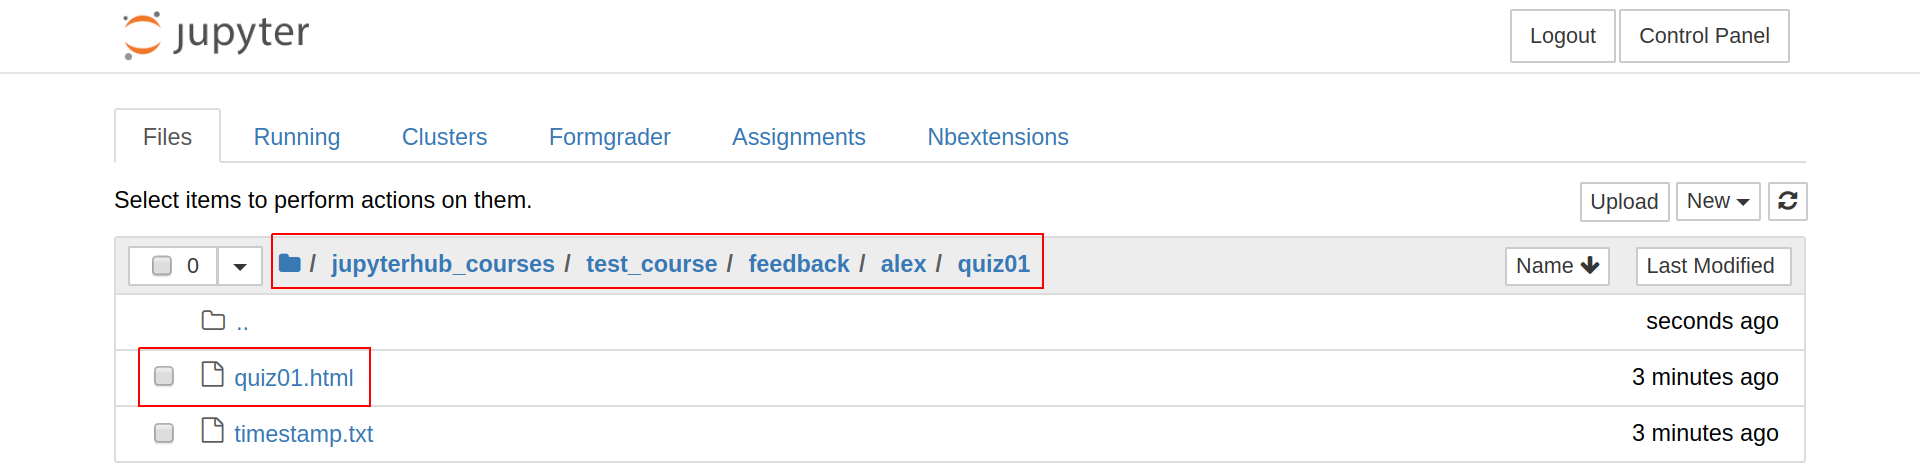 jupyter Logout Control Panel
Files Running Clusters Formgrader Assignments Nbextensions
Select items to perform actions on them. Upload New
0 / jupyterhub_courses / test_course / feedback / alex / quiz01 Name Last Modified
.. seconds ago
quiz01.html 3 minutes ago
timestamp.txt 3 minutes ago